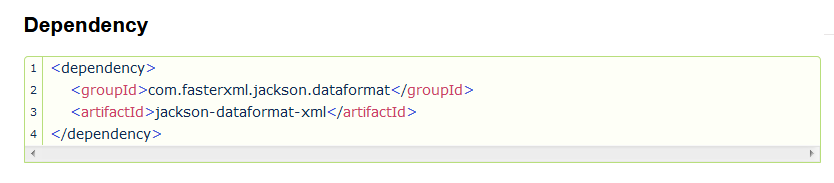 Dependency
1 <dependency>
2 <groupId>com.fasterxml.jackson.dataformat</groupId>
3 <artifactId>jackson-dataformat-xml</artifactId>
4 </dependency>